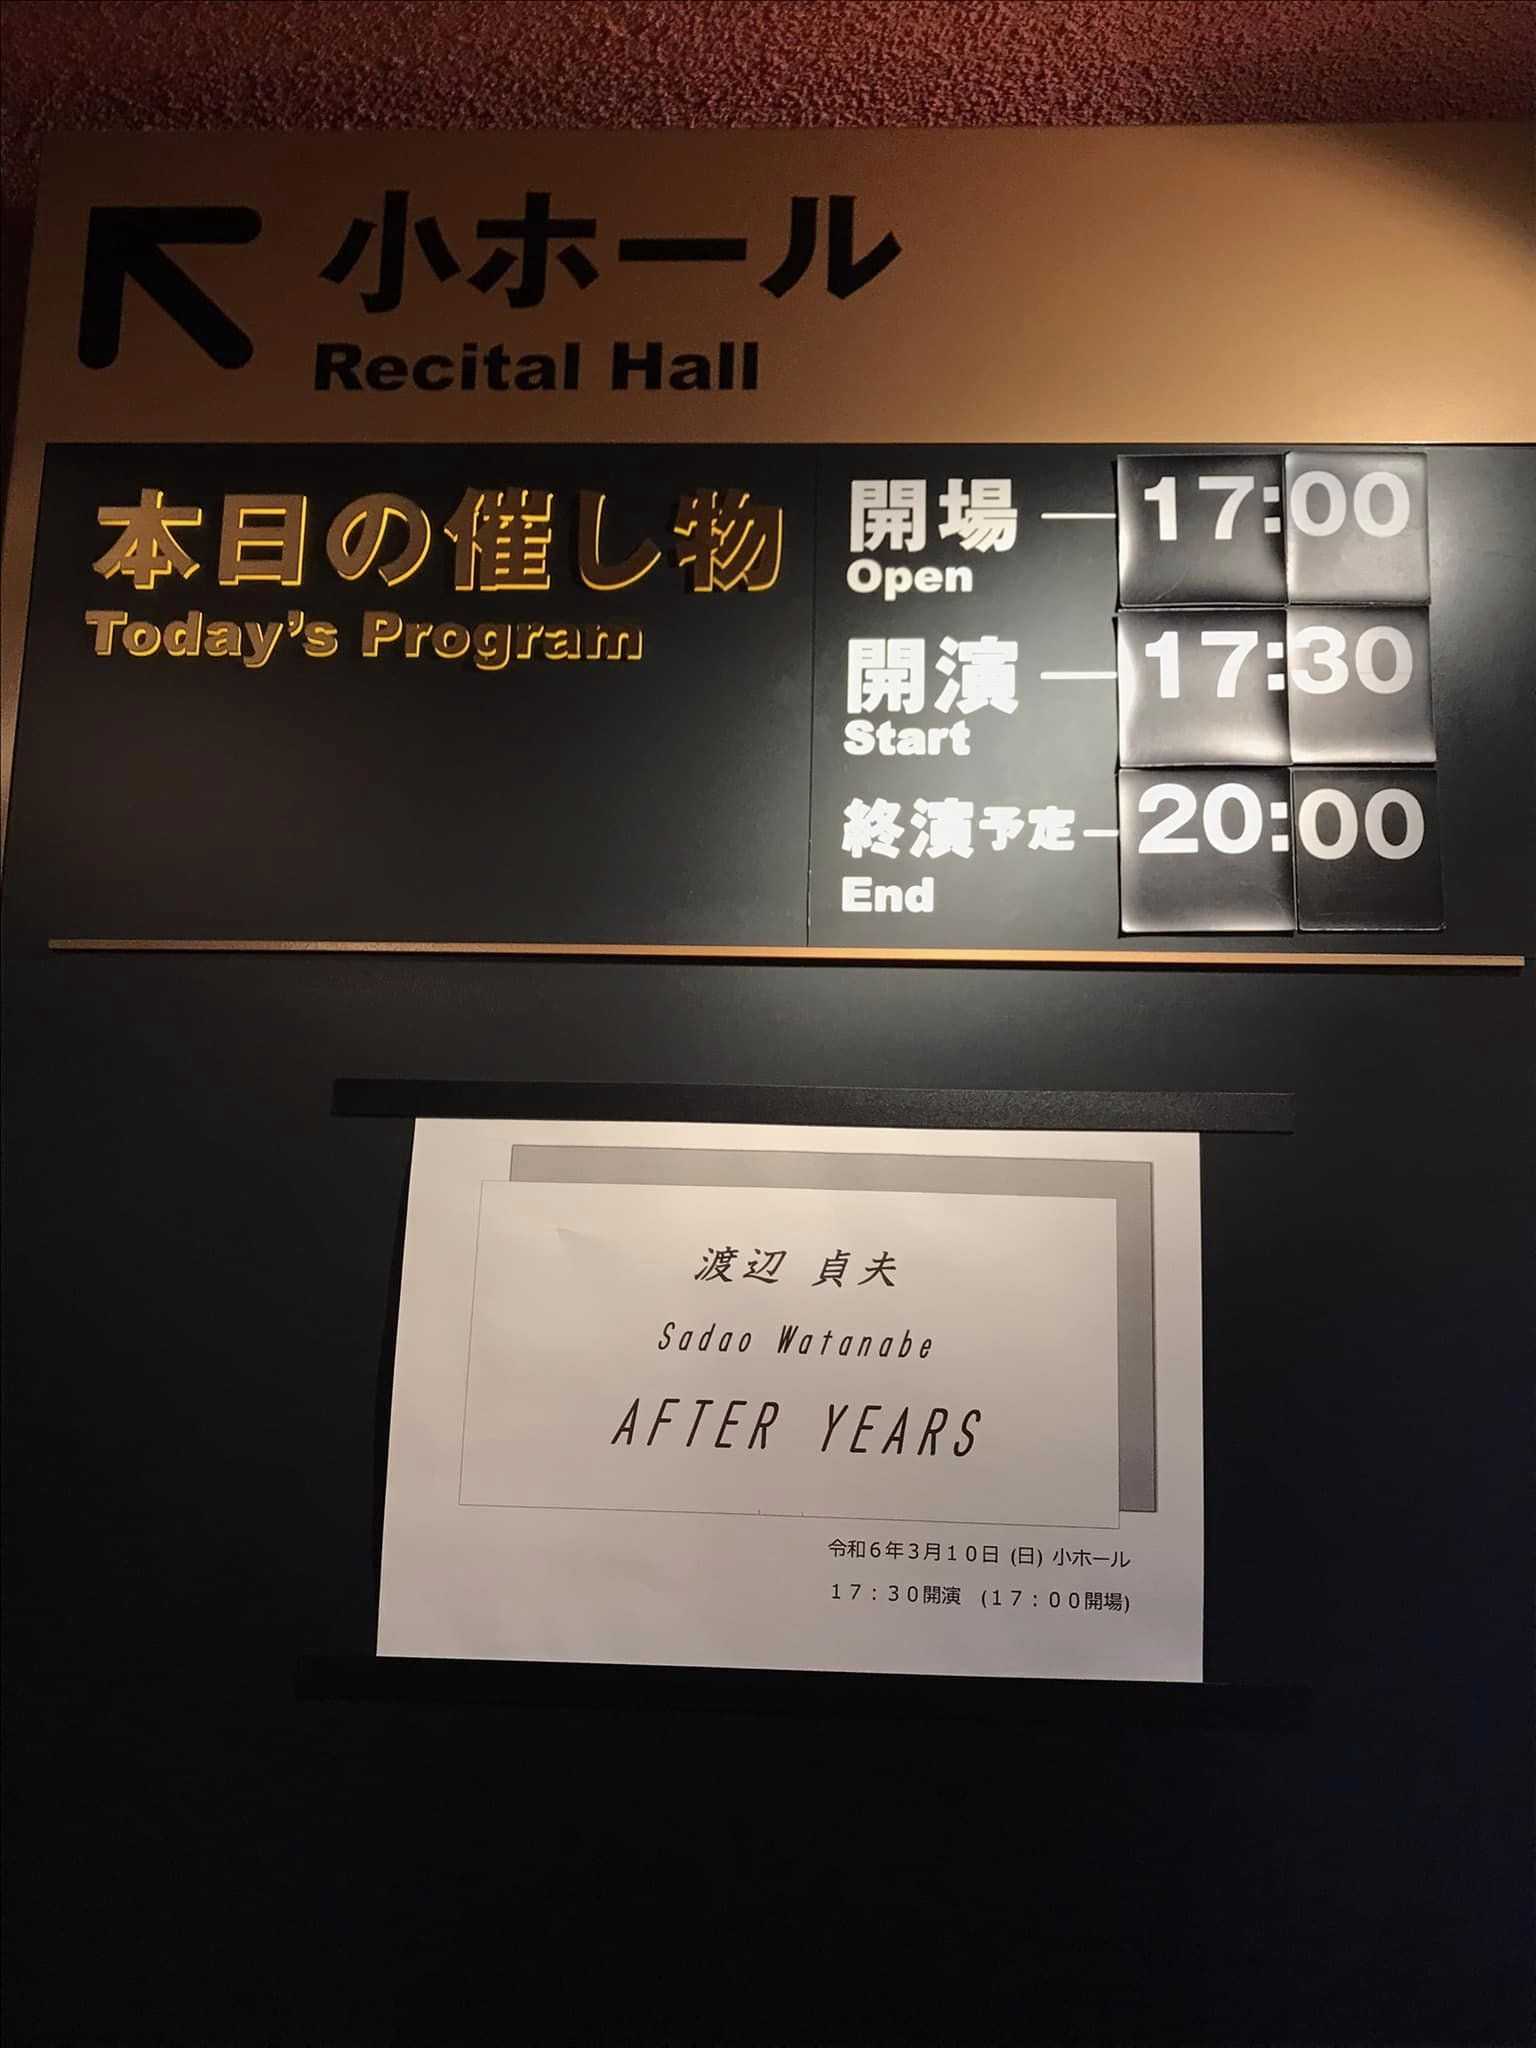 小ホール
Recital Hall
本日の催し物
Today's Program
開場 17:00
Open
開演 17:30
Start
終演予定 20:00
End
渡辺 貞夫
Sadao Watanabe
AFTER YEARS
令和6年3月10日 (日) 小ホール
17：30開演 (17：00開場)